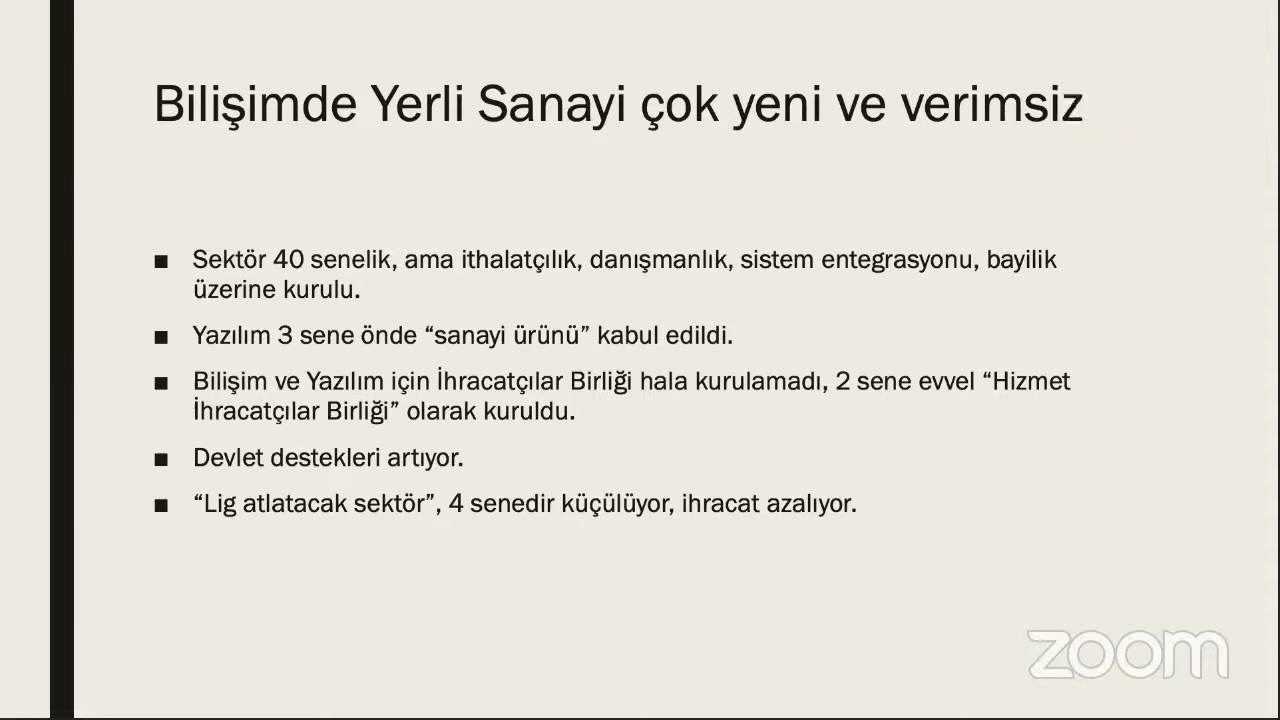 Bilişimde Yerli Sanayi çok yeni ve verimsiz
■ Sektör 40 senelik, ama ithalatçılık, danışmanlık, sistem entegrasyonu, bayilik
üzerine kurulu.
■ Yazılım 3 sene önde “sanayi ürünü” kabul edildi.
■ Bilişim ve Yazılım için İhracatçılar Birliği hala kurulamadı, 2 sene evvel “Hizmet
İhracatçılar Birliği” olarak kuruldu.
■ Devlet destekleri artıyor.
■ “Lig atlatacak sektör”, 4 senedir küçülüyor, ihracat azalıyor.
zoom